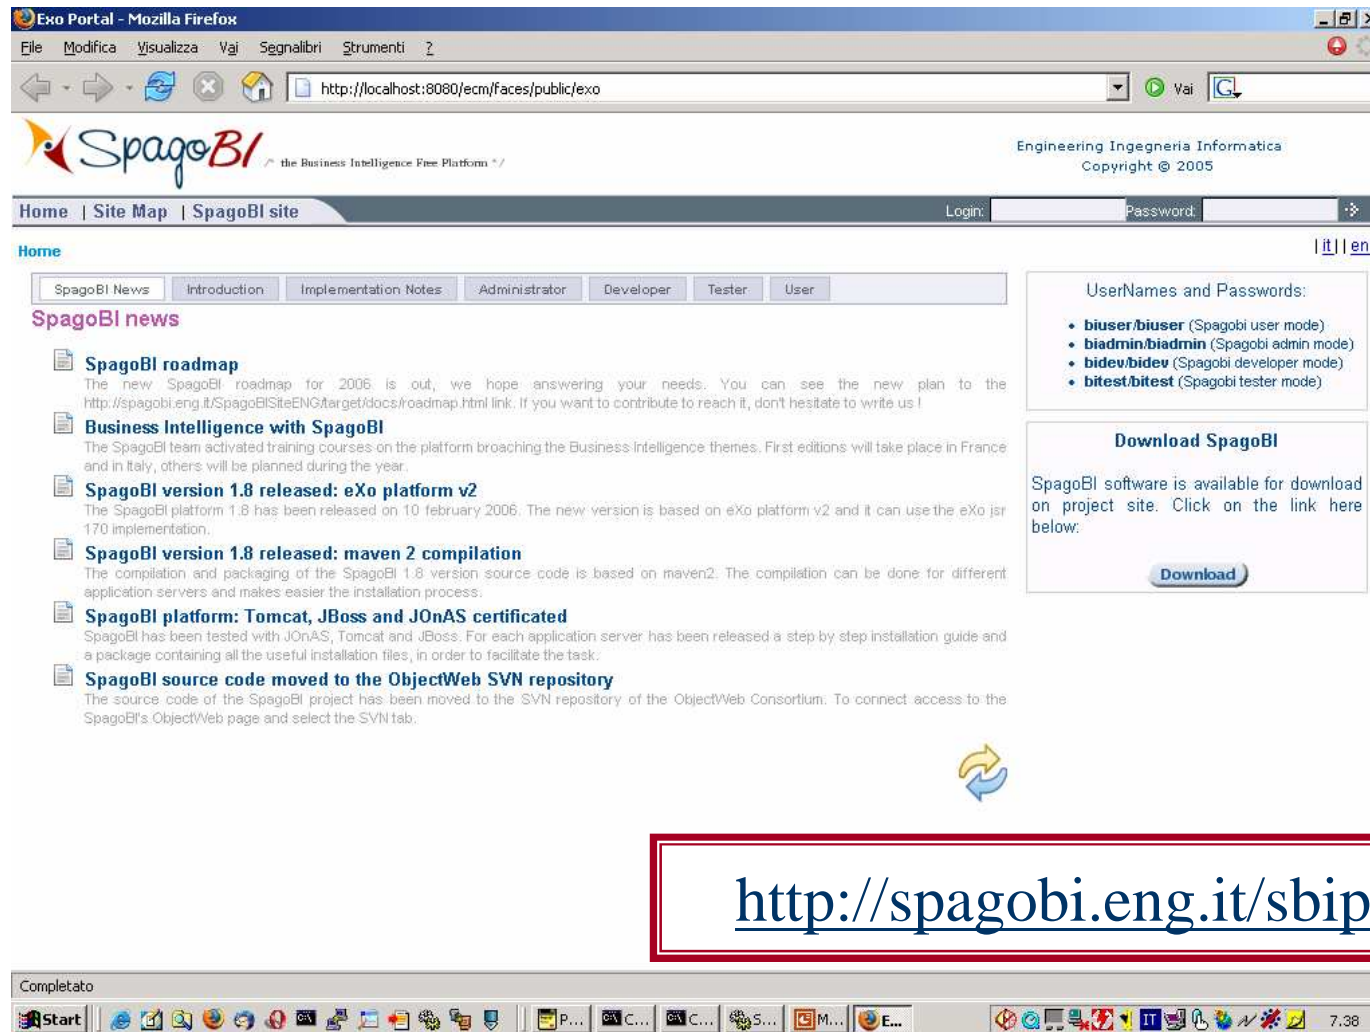 Exo Portal - Mozilla Firefox
File Modifica Visualizza Vai Segnalibri Strumenti ?
http://localhost:8080/ecm/faces/public/exo
Vai
G
SpagoBI /* the Business Intelligence Free Platform */
Engineering Ingegneria Informatica
Copyright @ 2005
Home | Site Map | SpagoBI site
Login:
Password:
Home
| it | | en
SpagoBI News Introduction Implementation Notes Administrator Developer Tester User
SpagoBI news
SpagoBI roadmap
The new SpagoBI roadmap for 2006 is out, we hope answering your needs. You can see the new plan to the
http://spagobi.eng.it/SpagoBISiteENG/target/docs/roadmap.html link. If you want to contribute to reach it, don't hesitate to write us !
Business Intelligence with SpagoBI
The SpagoBI team activated training courses on the platform broaching the Business Intelligence themes. First editions will take place in France
and in Italy, others will be planned during the year.
SpagoBI version 1.8 released: eXo platform v2
The SpagoBI platform 1.8 has been released on 10 february 2006. The new version is based on eXo platform v2 and it can use the eXo jsr
170 implementation.
SpagoBI version 1.8 released: maven 2 compilation
The compilation and packaging of the SpagoBI 1.8 version source code is based on maven2. The compilation can be done for different
application servers and makes easier the installation process.
SpagoBI platform: Tomcat, JBoss and JOnAS certificated
SpagoBI has been tested with JOnAS, Tomcat and JBoss. For each application server has been released a step by step installation guide and
a package containing all the useful installation files, in order to facilitate the task.
SpagoBI source code moved to the ObjectWeb SVN repository
The source code of the SpagoBI project has been moved to the SVN repository of the ObjectWeb Consortium. To connect access to the
SpagoBI's ObjectWeb page and select the SVN tab.
UserNames and Passwords:
• biuser/biuser (Spagobi user mode)
• biadmin/biadmin (Spagobi admin mode)
• bidev/bidev (Spagobi developer mode)
• bitest/bitest (Spagobi tester mode)
Download SpagoBI
SpagoBI software is available for download
on project site. Click on the link here
below:
Download
http://spagobi.eng.it/sbip
Completato
Start P... C... C... S... M... E... IT 7.38